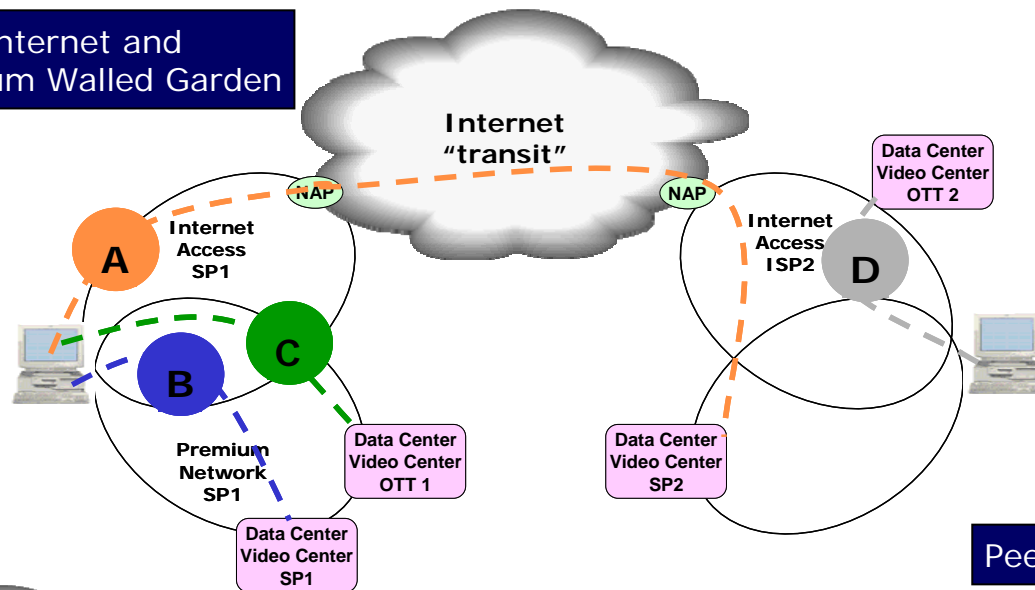 nternet and
um Walled Garden
Internet
“transit”
NAP
NAP
Data Center
Video Center
OTT 2
Internet
Access
SP1
Internet
Access
ISP2
A
D
C
B
Premium
Network
SP1
Data Center
Video Center
OTT 1
Data Center
Video Center
SP2
Data Center
Video Center
SP1
Pee